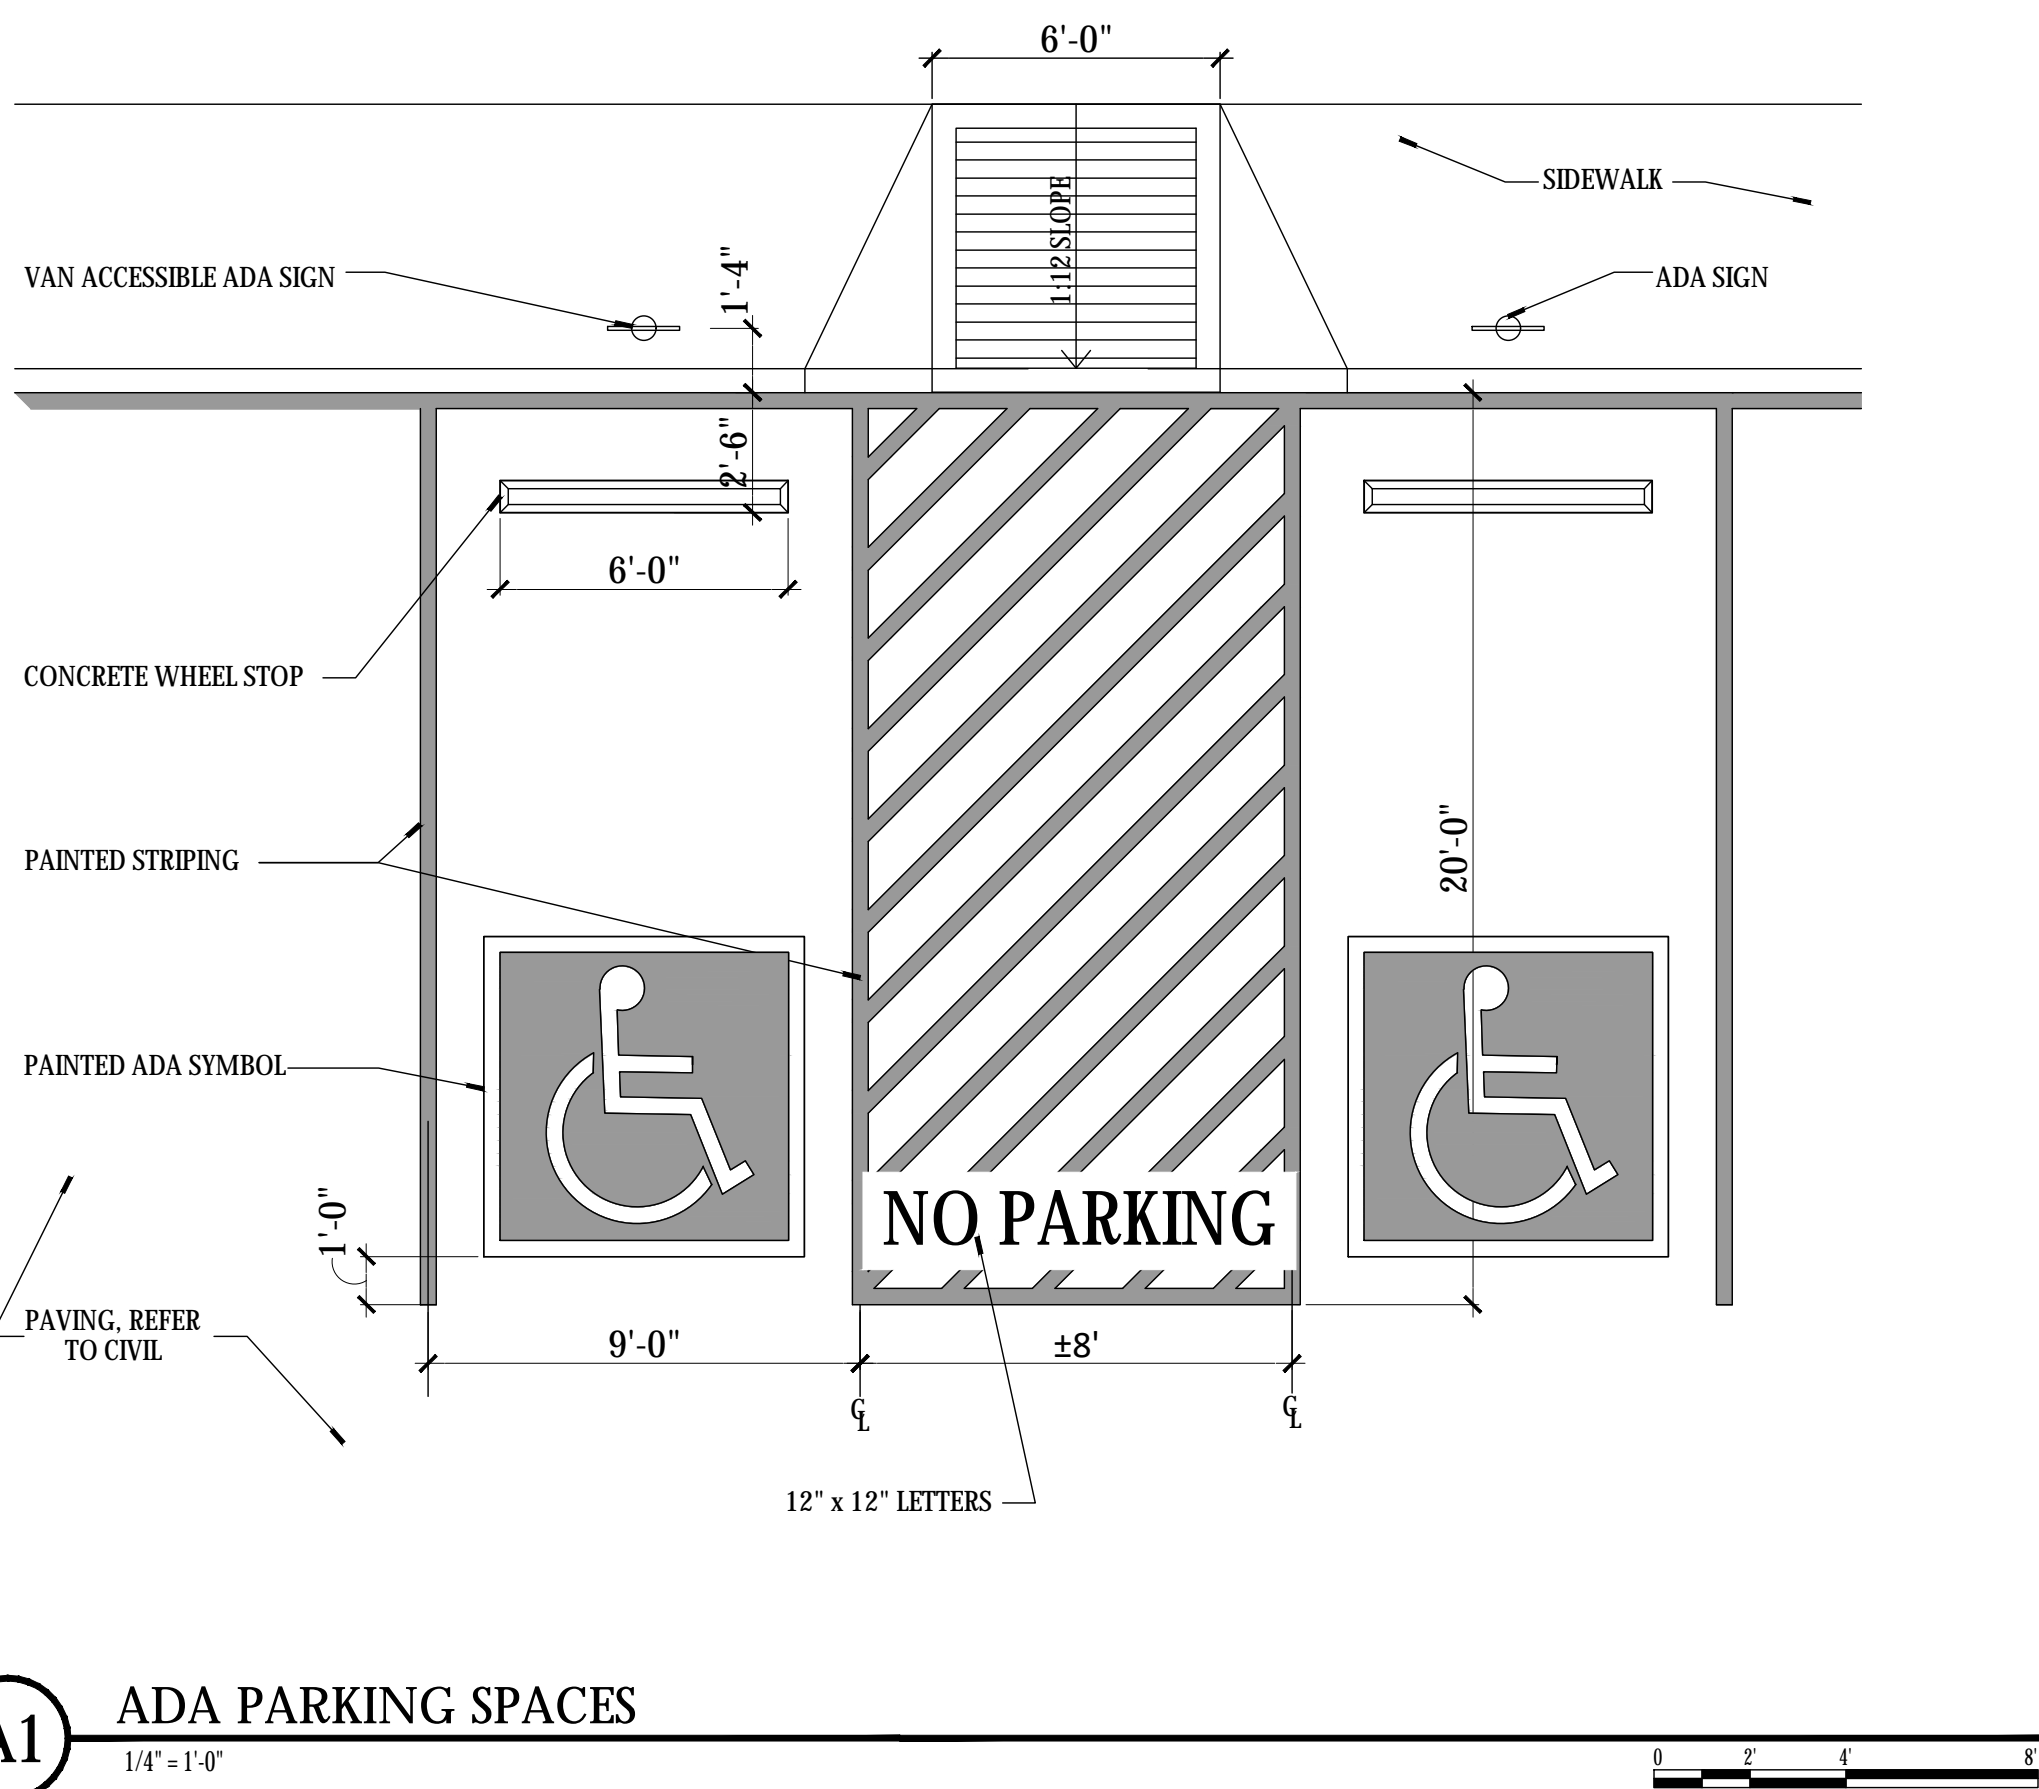 6'-0"
SIDEWALK
1:12 SLOPE
VAN ACCESSIBLE ADA SIGN
1'-4"
ADA SIGN
2'-6"
6'-0"
CONCRETE WHEEL STOP
20'-0"
PAINTED STRIPING
PAINTED ADA SYMBOL
NO PARKING
1'-0"
PAVING, REFER
TO CIVIL
9'-0"
±8'
CL
CL
12" x 12" LETTERS
A1
ADA PARKING SPACES
1/4" = 1'-0"
0 2' 4' 8'